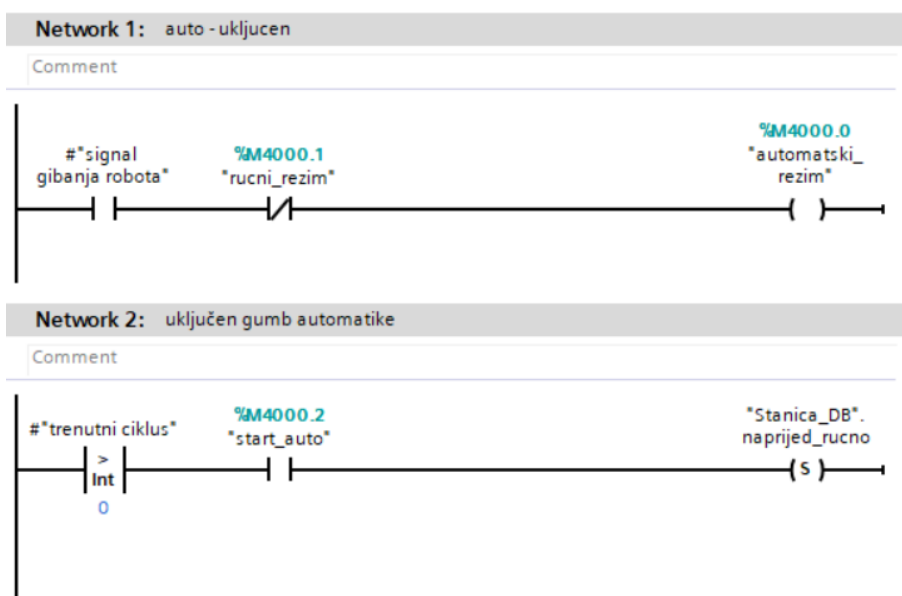 Network 1: auto - ukljucen
Comment
%M4000.0
#"signal %M4000.1 "automatski_
gibanja robota" "rucni_rezim" rezim"
Network 2: uključen gumb automatike
Comment
#"trenutni ciklus" %M4000.2 "Stanica_DB".
"start_auto" naprijed_rucno
>
Int
S
0